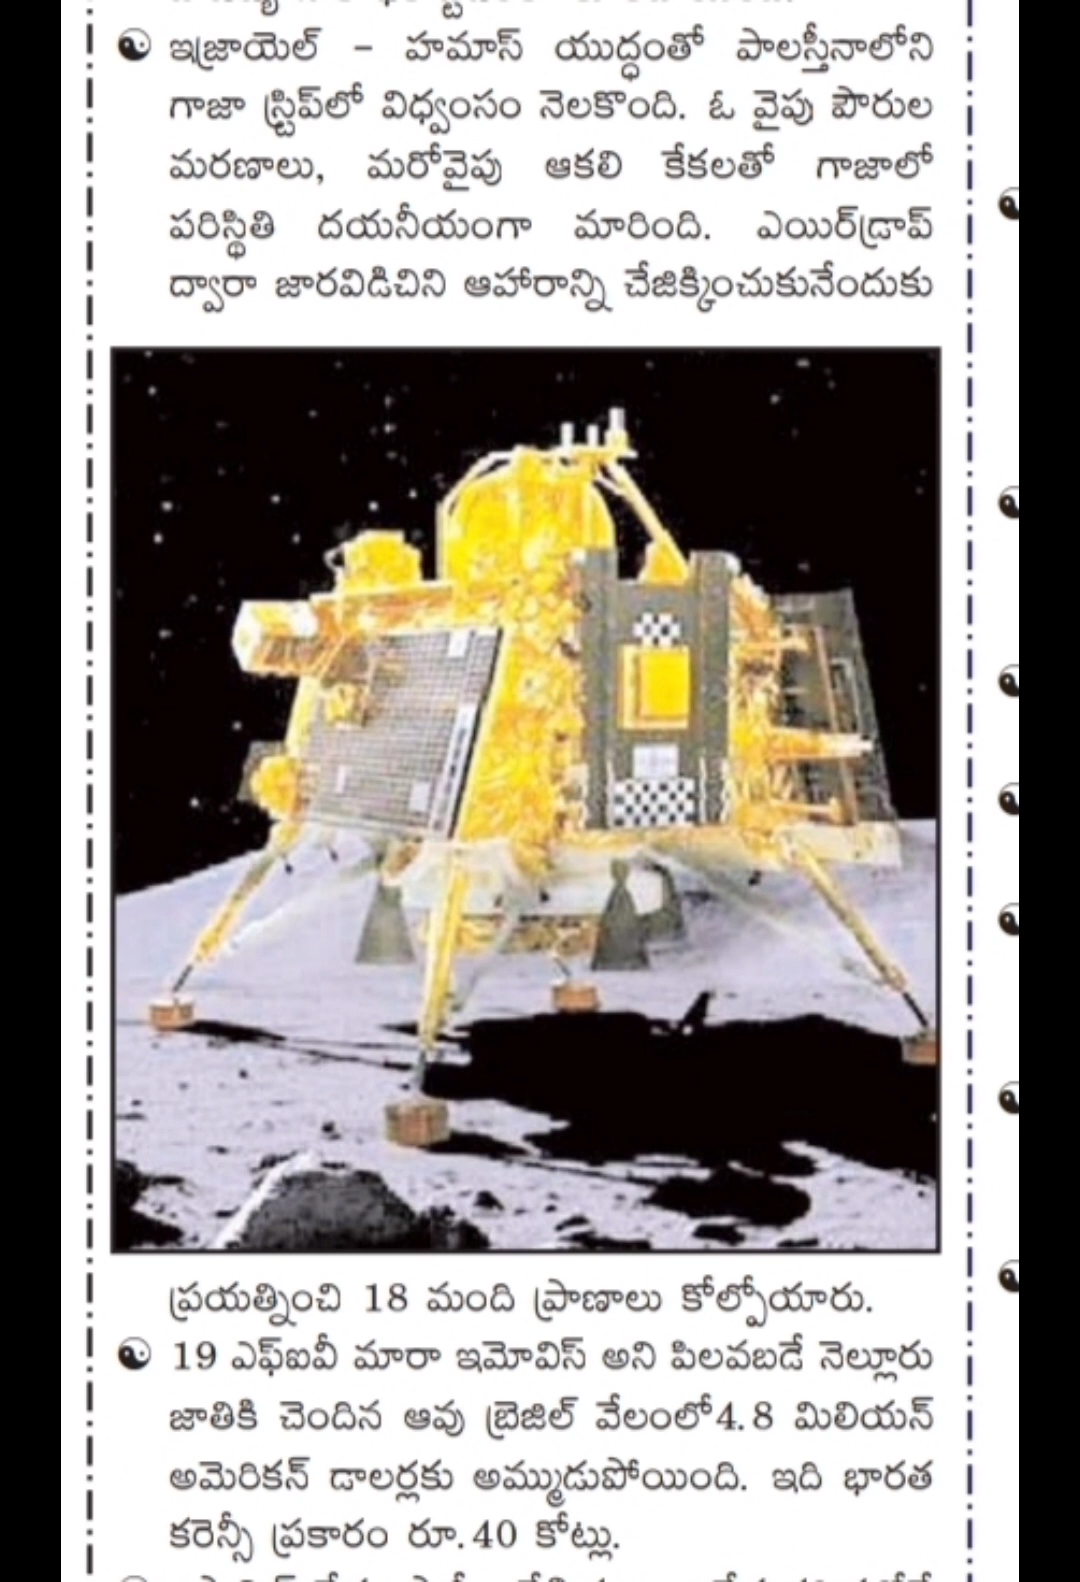 ఇజ్రాయెల్ – హమాస్ యుద్ధంతో పాలస్తీనాలోని
గాజా స్ట్రిప్‌లో విధ్వంసం నెలకొంది. ఓ వైపు పౌరుల
మరణాలు, మరోవైపు ఆకలి కేకలతో గాజాలో
పరిస్థితి దయనీయంగా మారింది. ఎయిర్‌డ్రాప్
ద్వారా జారవిడిచిని ఆహారాన్ని చేజిక్కించుకునేందుకు
ప్రయత్నించి 18 మంది ప్రాణాలు కోల్పోయారు.
19 ఎఫ్ఐవీ మారా ఇమోవిస్ అని పిలవబడే నెల్లూరు
జాతికి చెందిన ఆవు బ్రెజిల్ వేలంలో4.8 మిలియన్
అమెరికన్ డాలర్లకు అమ్ముడుపోయింది. ఇది భారత
కరెన్సీ ప్రకారం రూ.40 కోట్లు.